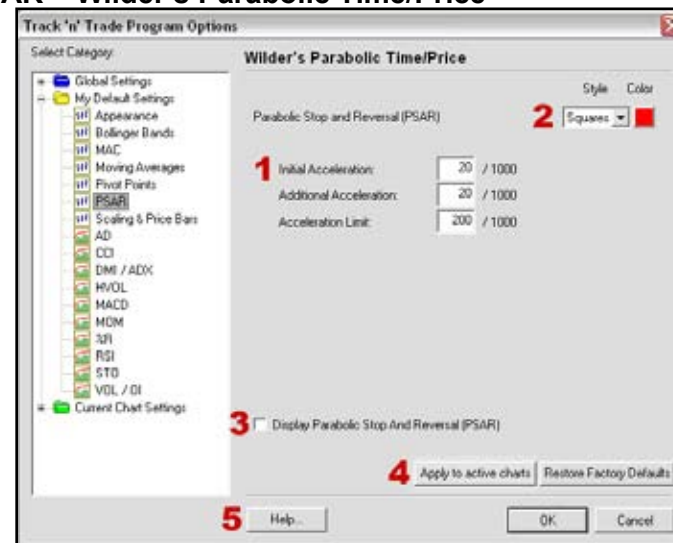 AR – Wilder's Parabolic Time/Price
Track 'n' Trade Program Options
Select Category:
Wilder's Parabolic Time/Price
Global Settings
My Default Settings
Appearance
Bollinger Bands
MAC
Moving Averages
Pivot Points
PSAR
Scaling & Price Bars
AD
CCI
DMI / ADX
HVOL
MACD
MOM
%R
RSI
STO
VOL / OI
Current Chart Settings
Style Color
Parabolic Stop and Reversal (PSAR) 2 Squares
1 Initial Acceleration: 20 / 1000
Additional Acceleration: 20 / 1000
Acceleration Limit: 200 / 1000
3 Display Parabolic Stop And Reversal (PSAR)
4 Apply to active charts Restore Factory Defaults
5 Help... OK Cancel